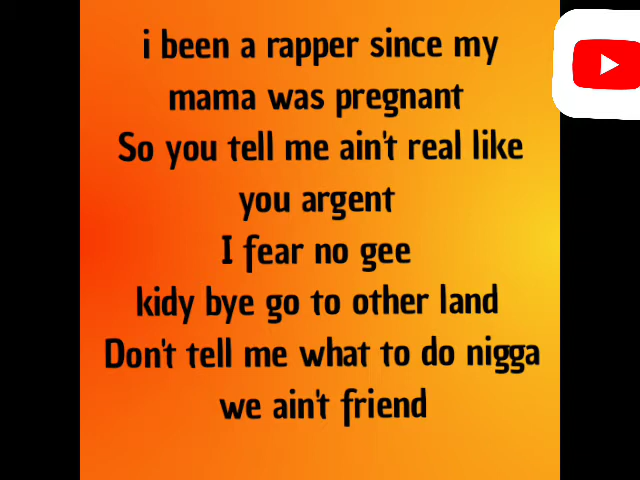 i been a rapper since my
mama was pregnant
So you tell me ain't real like
you argent
I fear no gee
kidy bye go to other land
Don't tell me what to do nigga
we ain't friend